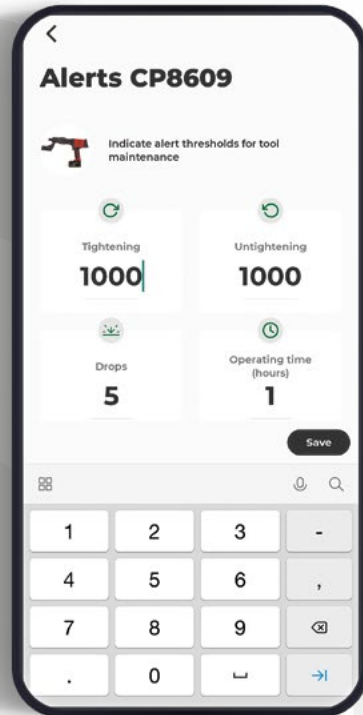 Alerts CP8609
Indicate alert thresholds for tool
maintenance
Tightening
1000
Untightening
1000
Drops
5
Operating time
(hours)
1
Save
1 2 3 -
4 5 6 ,
7 8 9
. 0